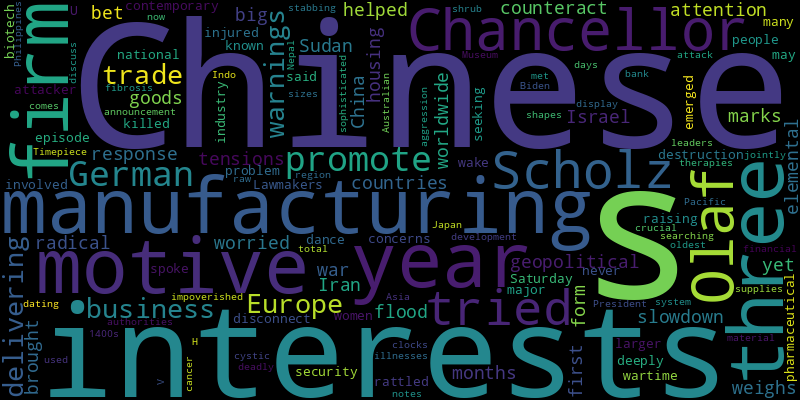 biotech
Philippines
firm
U
discuss
bet
contemporary
now
national
trade
fibrosis
goods
announcement
killed
stabbing
big
injured
known
industry
Indo
warnings
Nepal
helped
Sudan
said
sizes
sophisticated
China
housing
Australian
Chinese
Chancellor
Museum
shrub
counteract
attention
many
people
may
met
Biden
days
attack
bank
display
shapes
Israel
emerged
marks
leaders
jointly
destruction
therapies
elemental
attacker
comes
episode
Timepiece
response
involved
German
problem
raw
tensions
Lawmakers
region
promote
countries
worldwide
aggression
seeking
wake
Scholz
Pacific
raising
crucial
searching
oldest
manufacturing
radical
worried
dance
total
concerns
war
Iran
Japan
development
geopolitical
Saturday
major
never
S
Olaf
three
yet
financial
supplies
pharmaceutical
President
system
slowdown
larger
material
deeply
wartime
weighs
motive
spoke
year
delivering
dating
brought
impoverished
business
authorities
1400s
used
>
H
cancer
Europe
disconnect
women
Asia
flood
tried
form
first
interests
cystic
deadly
clocks
illnesses
security
rattled
notes
months